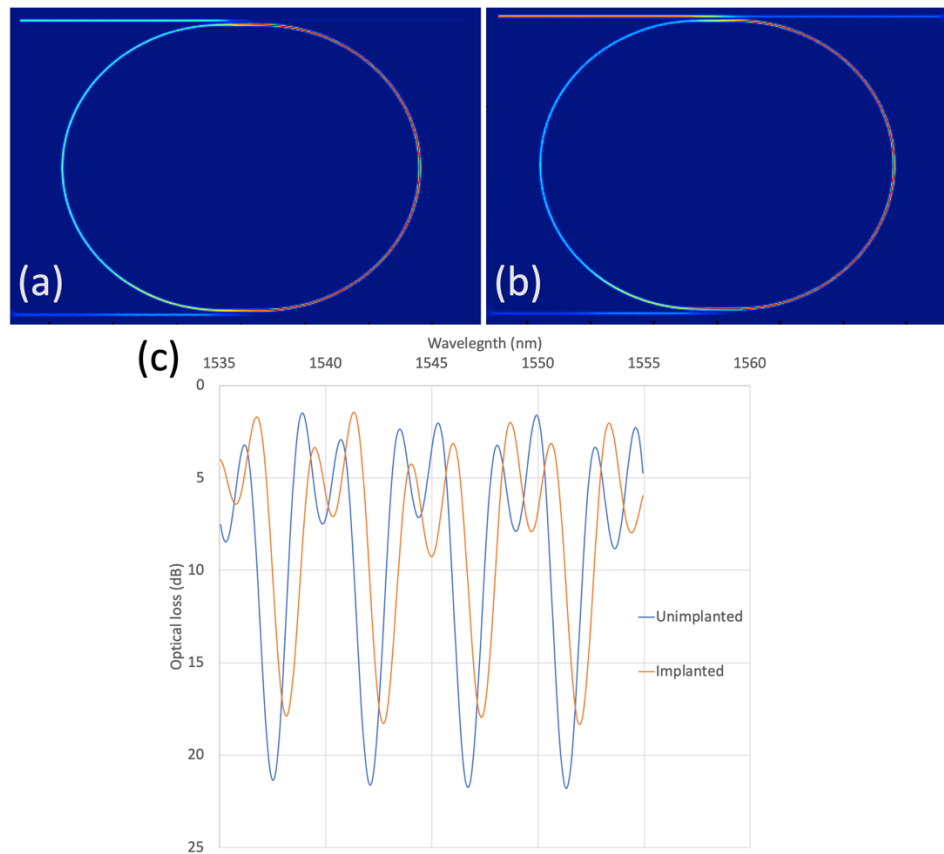 (a)
(b)
(c)
Wavelegnth (nm)
1535 1540 1545 1550 1555 1560
0
5
10
15
20
25
Optical loss (dB)
Unimplanted
Implanted